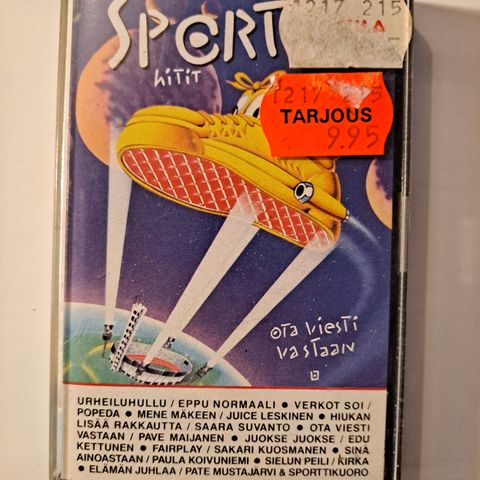 SPORT
HiTiT
1217 215
LA
1217 215
TARJOUS
9.95
OTA ViESTi
VASTAAN
URHEILUHULLU / EPPU NORMAALI • VERKOT SOI /
POPEDA • MENE MÄKEEN / JUICE LESKINEN • HIUKAN
LISÄÄ RAKKAUTTA / SAARA SUVANTO • OTA VIESTI
VASTAAN / PAVE MAIJANEN • JUOKSE JUOKSE / EDU
KETTUNEN • FAIRPLAY / SAKARI KUOSMANEN • SINÄ
AINOASTAAN / PAULA KOIVUNIEMI • SIELUN PEILI / KIRKA
• ELÄMÄN JUHLAA / PATE MUSTAJÄRVI & SPORTTIKUORO